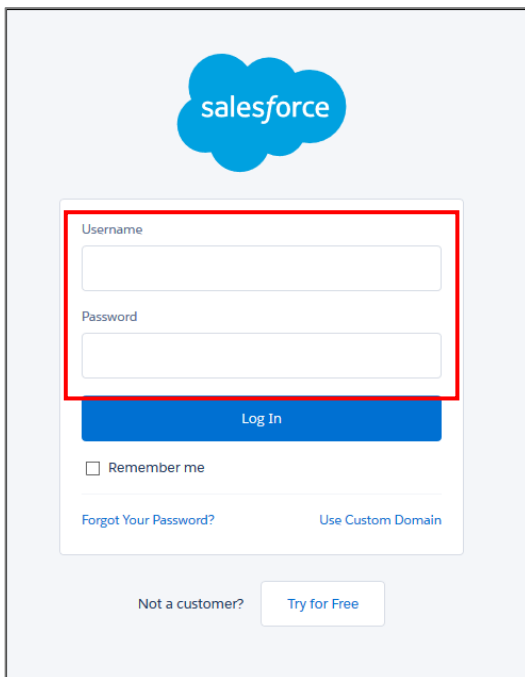 salesforce
Username
Password
Log In
Remember me
Forgot Your Password? Use Custom Domain
Not a customer? Try for Free